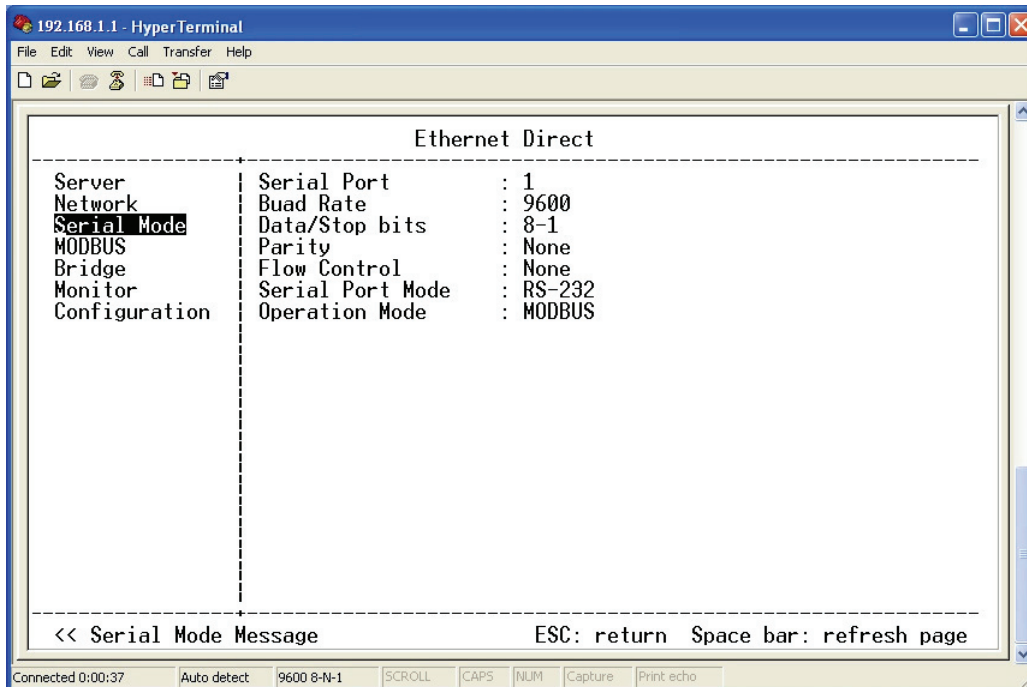 192.168.1.1 - HyperTerminal
File Edit View Call Transfer Help
Ethernet Direct
Server
Network
Serial Mode
MODBUS
Bridge
Monitor
Configuration
Serial Port : 1
Buad Rate : 9600
Data/Stop bits : 8-1
Parity : None
Flow Control : None
Serial Port Mode : RS-232
Operation Mode : MODBUS
<< Serial Mode Message ESC: return Space bar: refresh page
Connected 0:00:37 Auto detect 9600 8-N-1 SCROLL CAPS NUM Capture Print echo